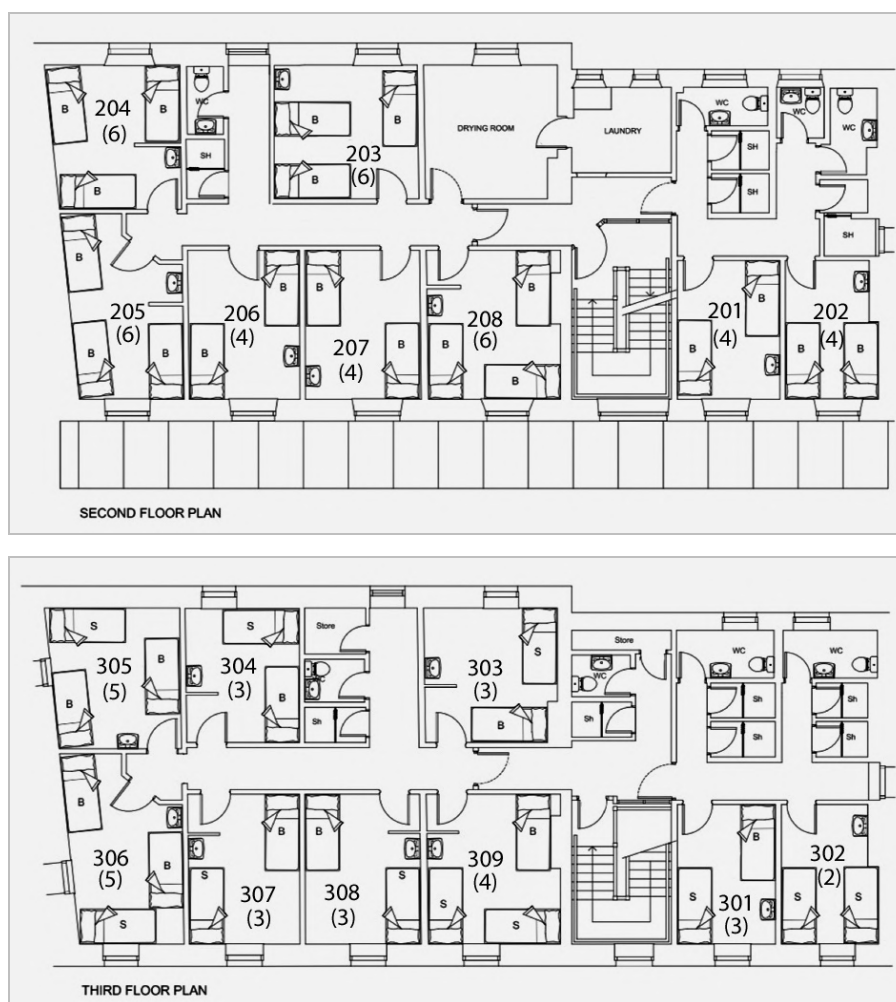 204
(6)
B
B
B
WC
SH
B
B
B
203
(6)
DRYING ROOM
LAUNDRY
WC
SH
SH
WC
WC
SH
205
(6)
B
B
B
206
(4)
B
B
207
(4)
B
B
208
(6)
B
B
B
201
(4)
B
B
202
(4)
B
B
SECOND FLOOR PLAN
305
(5)
S
B
B
304
(3)
S
B
Store
WC
Sh
303
(3)
S
B
Store
WC
Sh
WC
Sh
Sh
WC
Sh
Sh
306
(5)
B
B
S
307
(3)
B
S
308
(3)
B
S
309
(4)
B
S
S
301
(3)
B
S
302
(2)
S
S
THIRD FLOOR PLAN